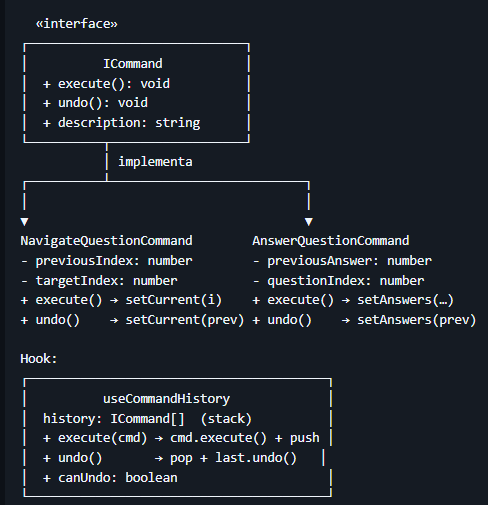 «interface»
ICommand
+ execute(): void
+ undo(): void
+ description: string
implementa
NavigateQuestionCommand AnswerQuestionCommand
- previousIndex: number - previousAnswer: number
- targetIndex: number - questionIndex: number
+ execute() → setCurrent(i) + execute() → setAnswers(…)
+ undo() → setCurrent(prev) + undo() → setAnswers(prev)
Hook:
useCommandHistory
history: ICommand[] (stack)
+ execute(cmd) → cmd.execute() + push
+ undo() → pop + last.undo()
+ canUndo: boolean